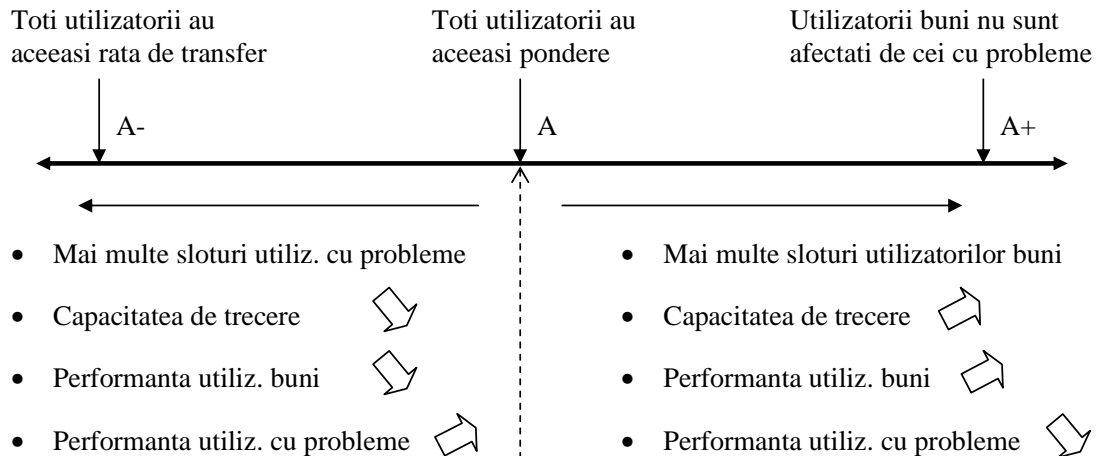 Toti utilizatorii au
aceeasi rata de transfer
Toti utilizatorii au
aceeasi pondere
Utilizatorii buni nu sunt
afectati de cei cu probleme
A-
A
A+
• Mai multe sloturi utiliz. cu probleme
• Capacitatea de trecere
• Performanta utiliz. buni
• Performanta utiliz. cu probleme
• Mai multe sloturi utilizatorilor buni
• Capacitatea de trecere
• Performanta utiliz. buni
• Performanta utiliz. cu probleme